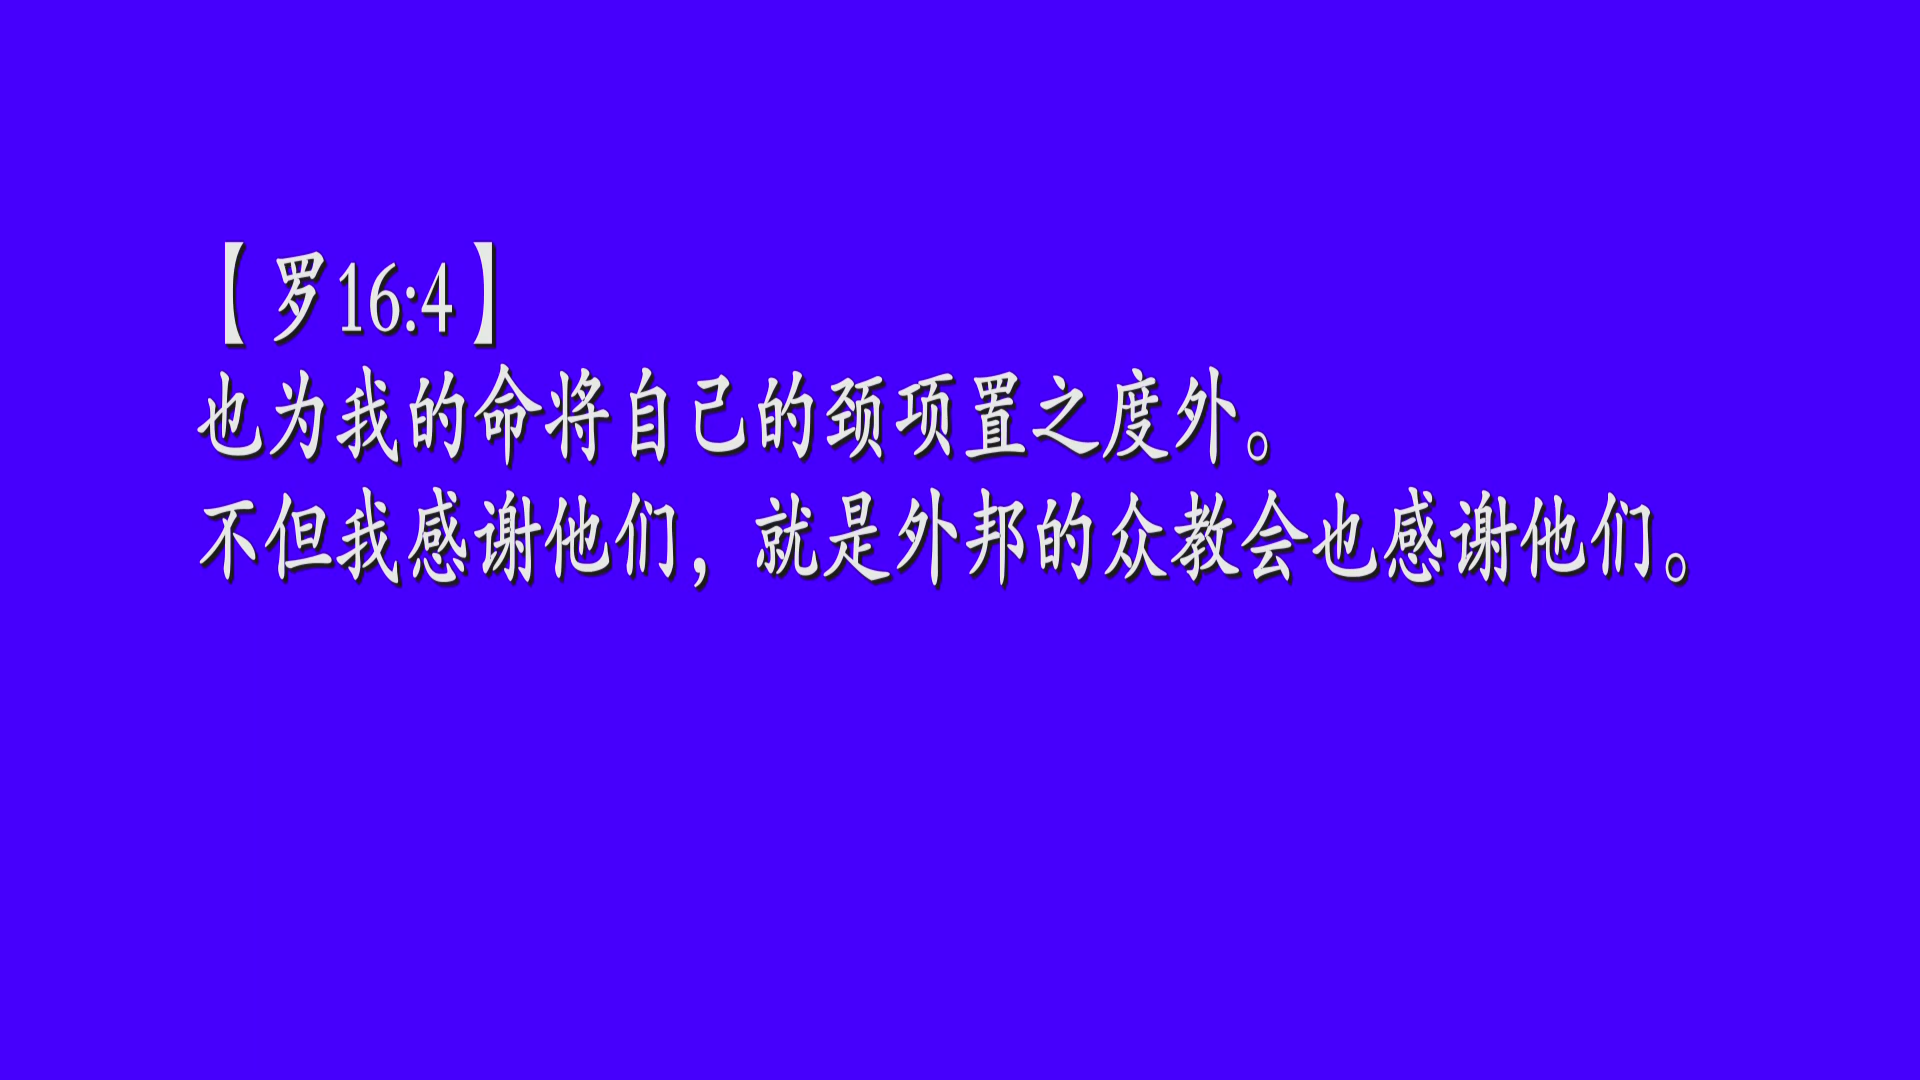 【罗16:4】
也为我的命将自己的颈项置之度外。
不但我感谢他们，就是外邦的众教会也感谢他们。